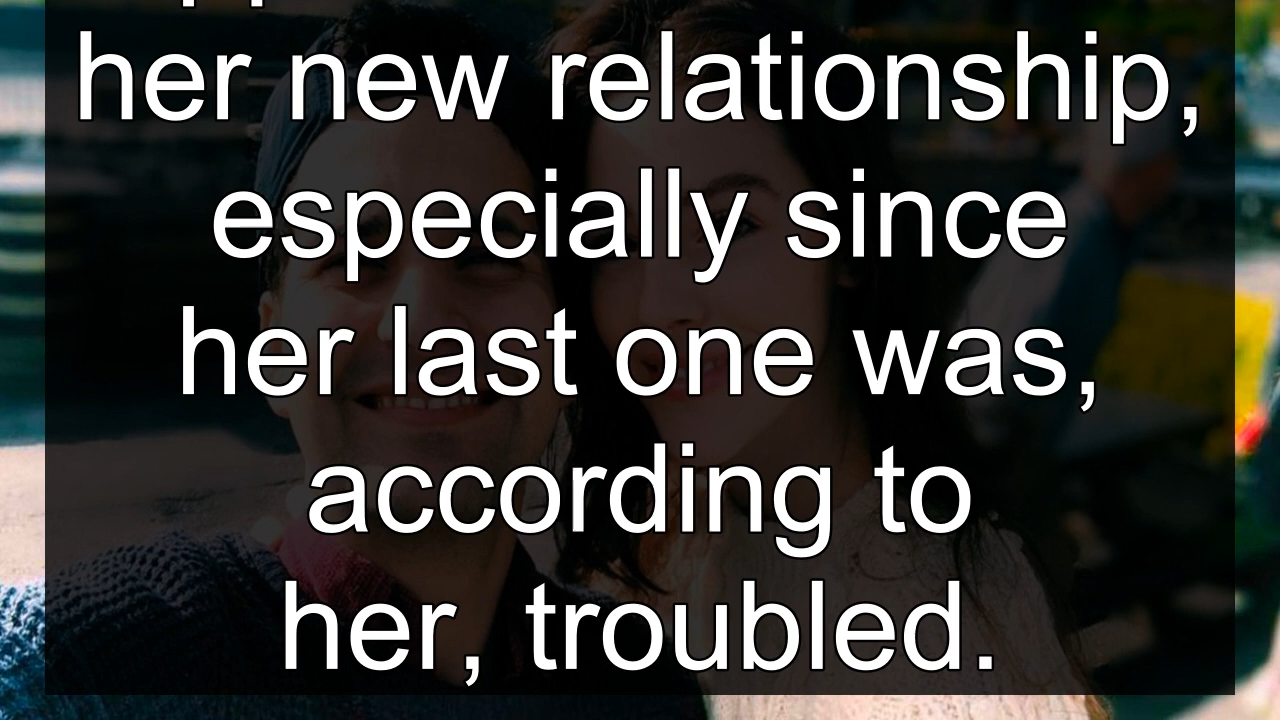 her new relationship,
especially since
her last one was,
according to
her, troubled.